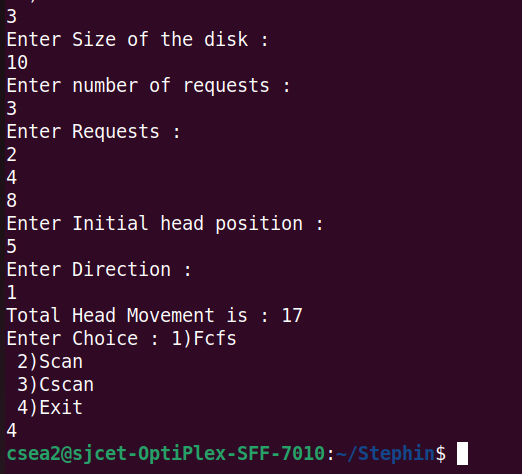 3
Enter Size of the disk :
10
Enter number of requests :
3
Enter Requests :
2
4
8
Enter Initial head position :
5
Enter Direction :
1
Total Head Movement is : 17
Enter Choice : 1)Fcfs
 2)Scan
 3)Cscan
 4)Exit
4
csea2@sjcet-OptiPlex-SFF-7010:~/Stephin$